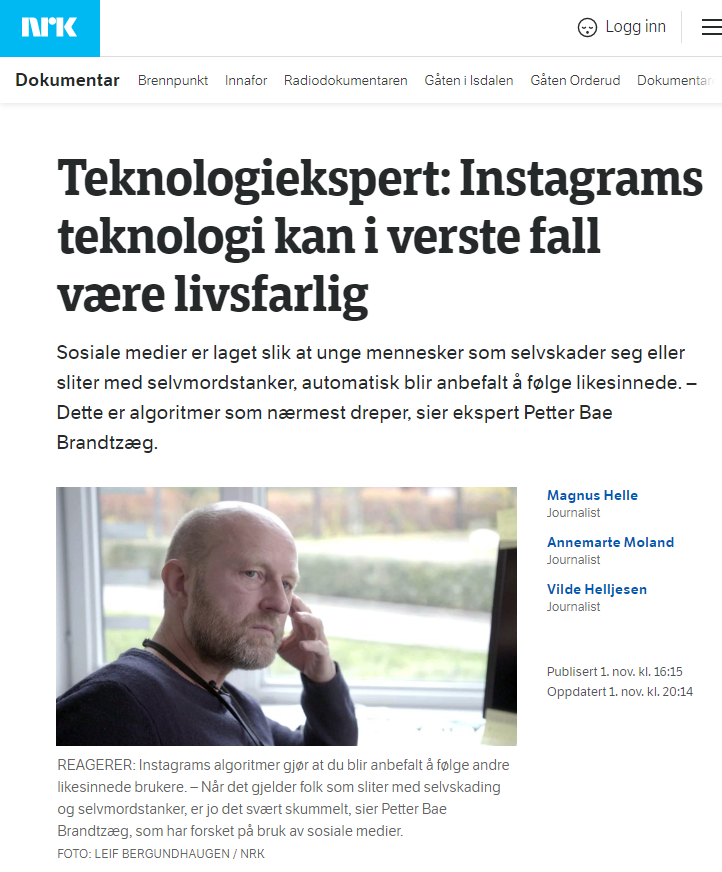 NRK
Logg inn
Dokumentar Brennpunkt Innafor Radiodokumentaren Gåten i Isdalen Gåten Orderud Dokumentar
Teknologiekspert: Instagrams
teknologi kan i verste fall
være livsfarlig
Sosiale medier er laget slik at unge mennesker som selvskader seg eller
sliter med selvmordstanker, automatisk blir anbefalt å følge likesinnede. –
Dette er algoritmer som nærmest dreper, sier ekspert Petter Bae
Brandtzæg.
Magnus Helle
Journalist
Annemarte Moland
Journalist
Vilde Helljesen
Journalist
Publisert 1. nov. kl. 16:15
Oppdatert 1. nov. kl. 20:14
REAGERER: Instagrams algoritmer gjør at du blir anbefalt å følge andre
likesinnede brukere. – Når det gjelder folk som sliter med selvskading
og selvmordstanker, er jo det svært skummelt, sier Petter Bae
Brandtzæg, som har forsket på bruk av sosiale medier.
FOTO: LEIF BERGUNDHAUGEN / NRK